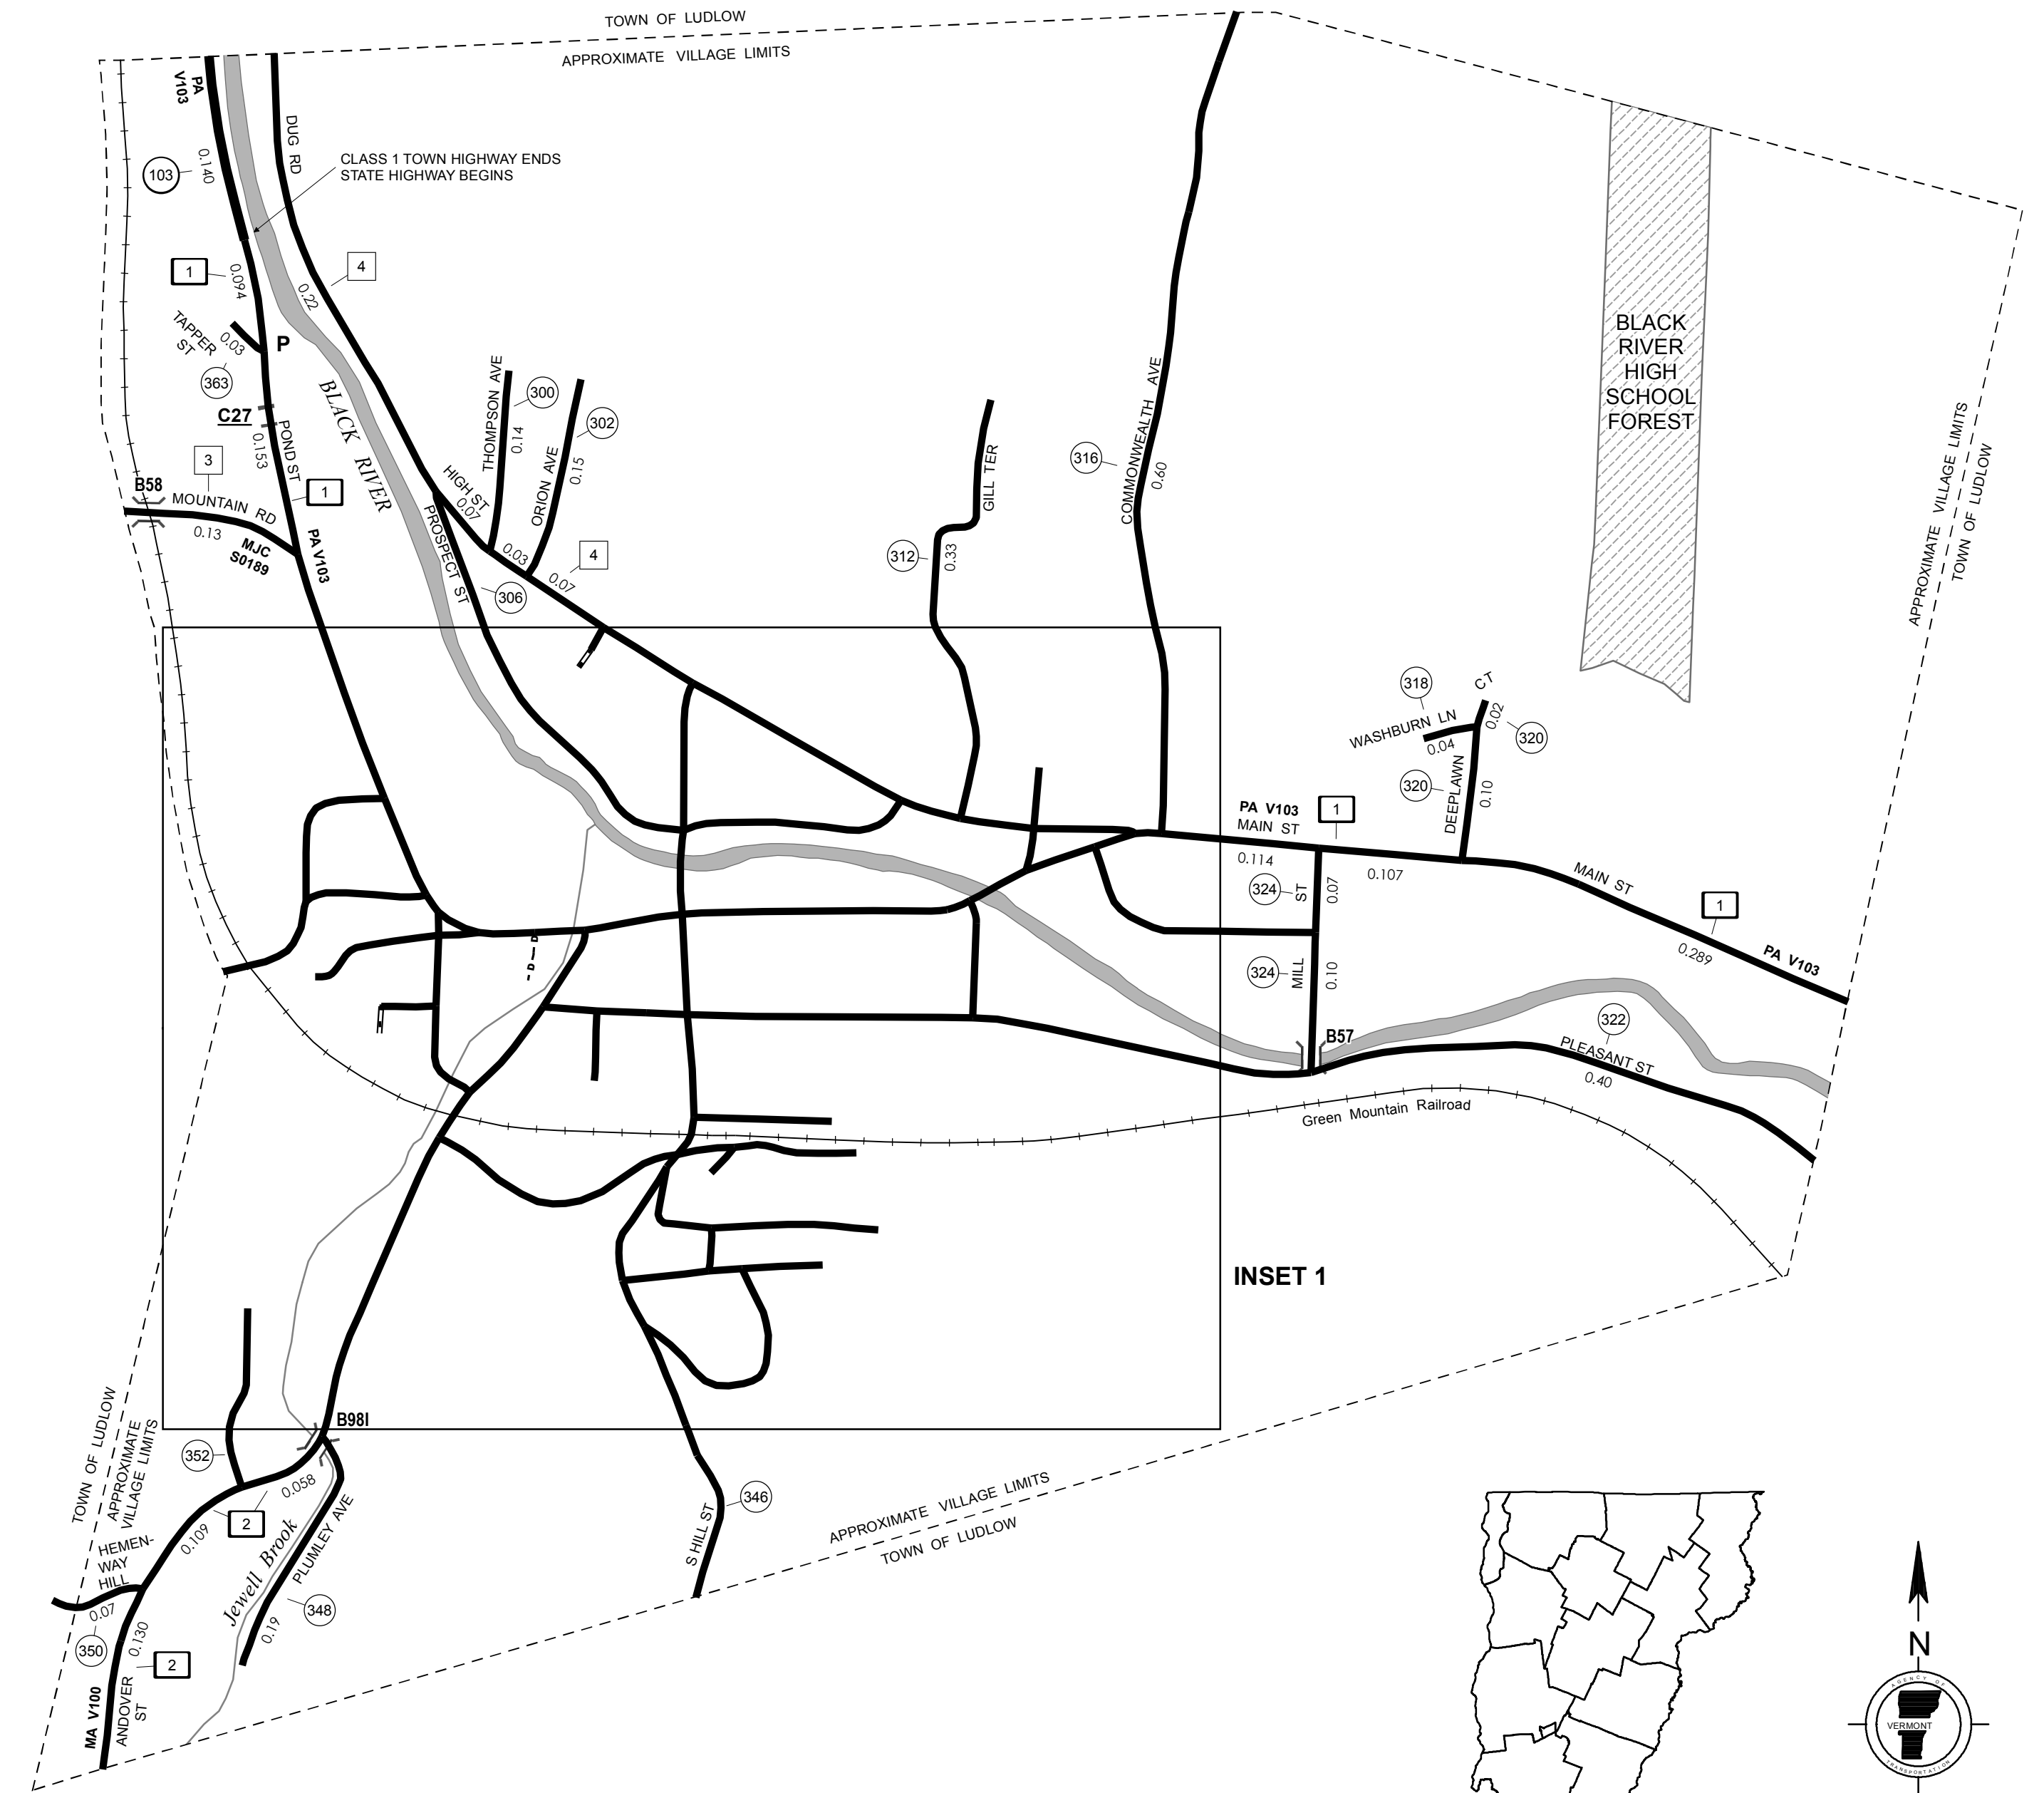 TOWN OF LUDLOW
APPROXIMATE VILLAGE LIMITS
PA
V103
DUG RD
0.140
103
CLASS 1 TOWN HIGHWAY ENDS
STATE HIGHWAY BEGINS
1
0.094
0.22
4
TAPPER
ST
0.03
363
P
C27
POND ST
0.153
BLACK RIVER
3
B58
MOUNTAIN RD
0.13
MJC
S0189
1
PA V103
HIGH ST
0.07
PROSPECT ST
306
THOMPSON AVE
300
0.14
ORION AVE
302
0.15
0.03
0.07
4
GILL TER
312
0.33
316
COMMONWEALTH AVE
0.60
BLACK
RIVER
HIGH
SCHOOL
FOREST
APPROXIMATE VILLAGE LIMITS
TOWN OF LUDLOW
318
CT
WASHBURN LN
0.04
0.02
320
320
DEEPLAWN
0.10
PA V103
MAIN ST
1
0.114
0.107
MAIN ST
1
0.289
PA V103
324
ST
0.07
324
MILL
0.10
B57
322
PLEASANT ST
0.40
Green Mountain Railroad
D
D
INSET 1
B98I
352
0.058
2
0.109
TOWN OF LUDLOW
APPROXIMATE
VILLAGE LIMITS
HEMEN-
WAY
HILL
0.07
350
0.130
2
MA V100
ANDOVER
ST
Jewell Brook
PLUMLEY AVE
348
0.19
346
S HILL ST
APPROXIMATE VILLAGE LIMITS
TOWN OF LUDLOW
N
AGENCY OF
VERMONT
TRANSPORTATION